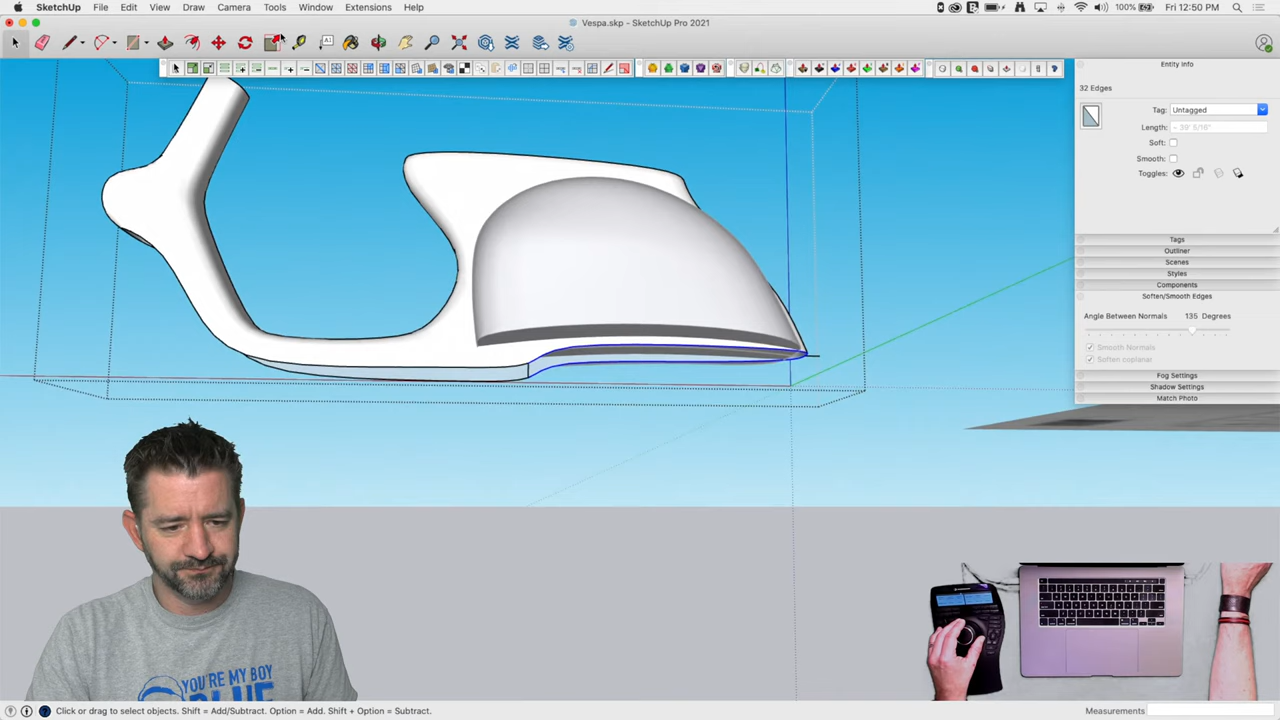 SketchUp File Edit View Draw Camera Tools Window Extensions Help
100% Fri 12:50 PM
Vespa.skp - SketchUp Pro 2021
Entity Info
32 Edges
Tag: Untagged
Soft:
Smooth:
Toggles:
Tags
Outliner
Scenes
Styles
Components
Soften/Smooth Edges
Angle Between Normals 135 Degrees
Smooth Normals
Soften coplanar
Fog Settings
Shadow Settings
Match Photo
YOU'RE MY BOY
BLUE
Click or drag to select objects. Shift = Add/Subtract. Option = Add. Shift + Option = Subtract.
Measurements